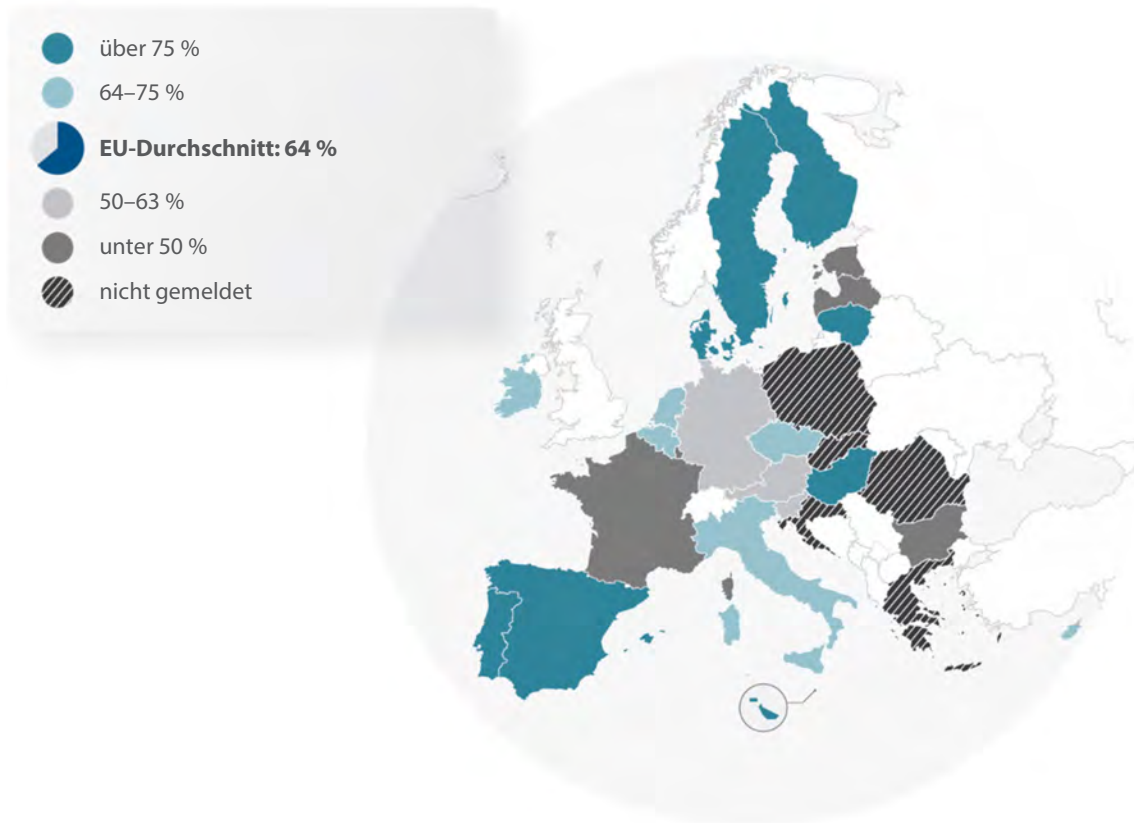 über 75 %
64–75 %
EU-Durchschnitt: 64 %
50–63 %
unter 50 %
nicht gemeldet